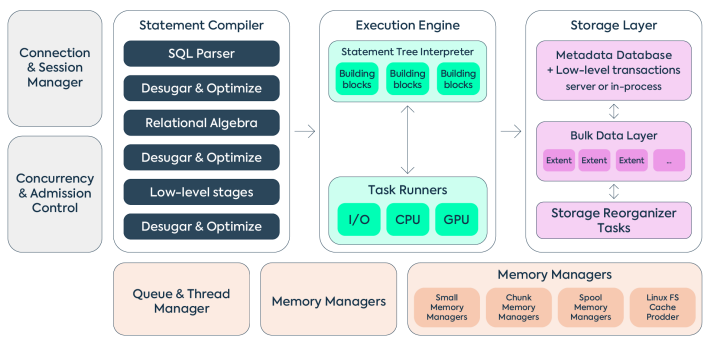 Connection
& Session
Manager
Concurrency
& Admission
Control
Statement Compiler
SQL Parser
Desugar & Optimize
Relational Algebra
Desugar & Optimize
Low-level stages
Desugar & Optimize
Execution Engine
Statement Tree Interpreter
Building
blocks
Building
blocks
Building
blocks
Task Runners
I/O
CPU
GPU
Storage Layer
Metadata Database
+ Low-level transactions
server or in-process
Bulk Data Layer
Extent
Extent
Extent
...
Storage Reorganizer
Tasks
Queue & Thread
Manager
Memory Managers
Memory Managers
Small
Memory
Managers
Chunk
Memory
Managers
Spool
Memory
Managers
Linux FS
Cache
Prodder